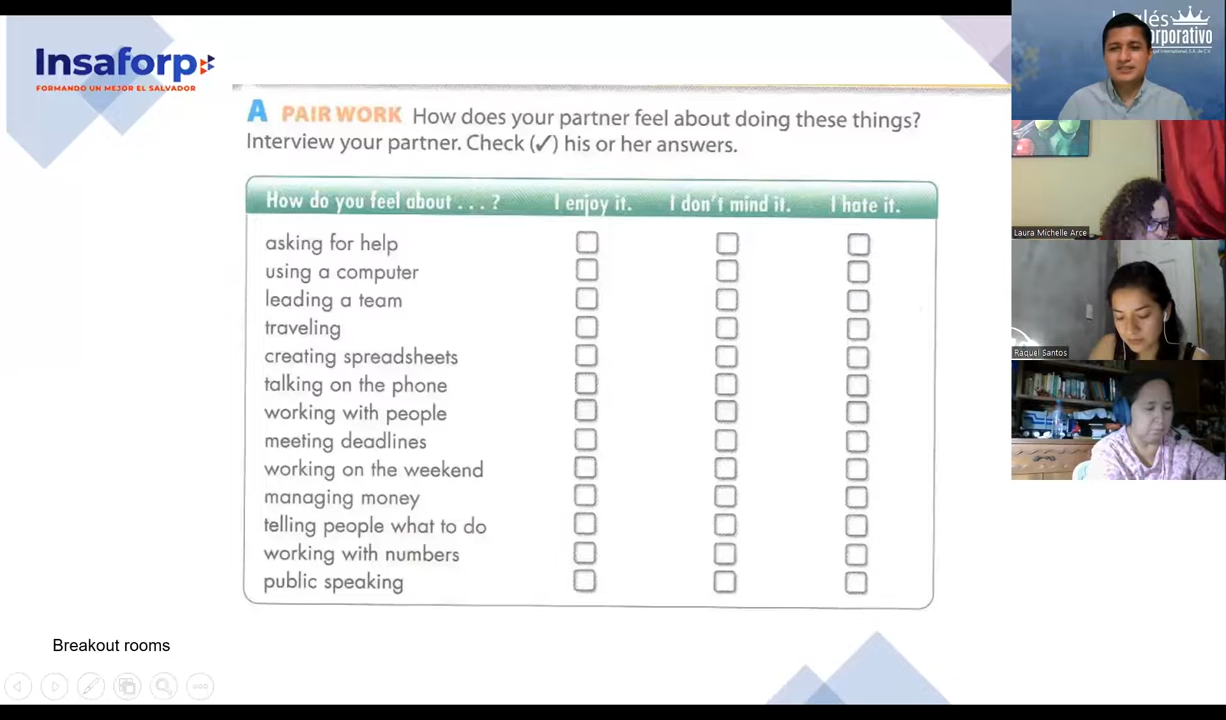 Insaforp
FORMANDO UN MEJOR EL SALVADOR
A PAIR WORK How does your partner feel about doing these things?
Interview your partner. Check (✓) his or her answers.
How do you feel about . . . ? I enjoy it. I don't mind it. I hate it.
asking for help
using a computer
leading a team
traveling
creating spreadsheets
talking on the phone
working with people
meeting deadlines
working on the weekend
managing money
telling people what to do
working with numbers
public speaking
Breakout rooms
Inglés
Corporativo
Laura Michelle Arce
Raquel Santos